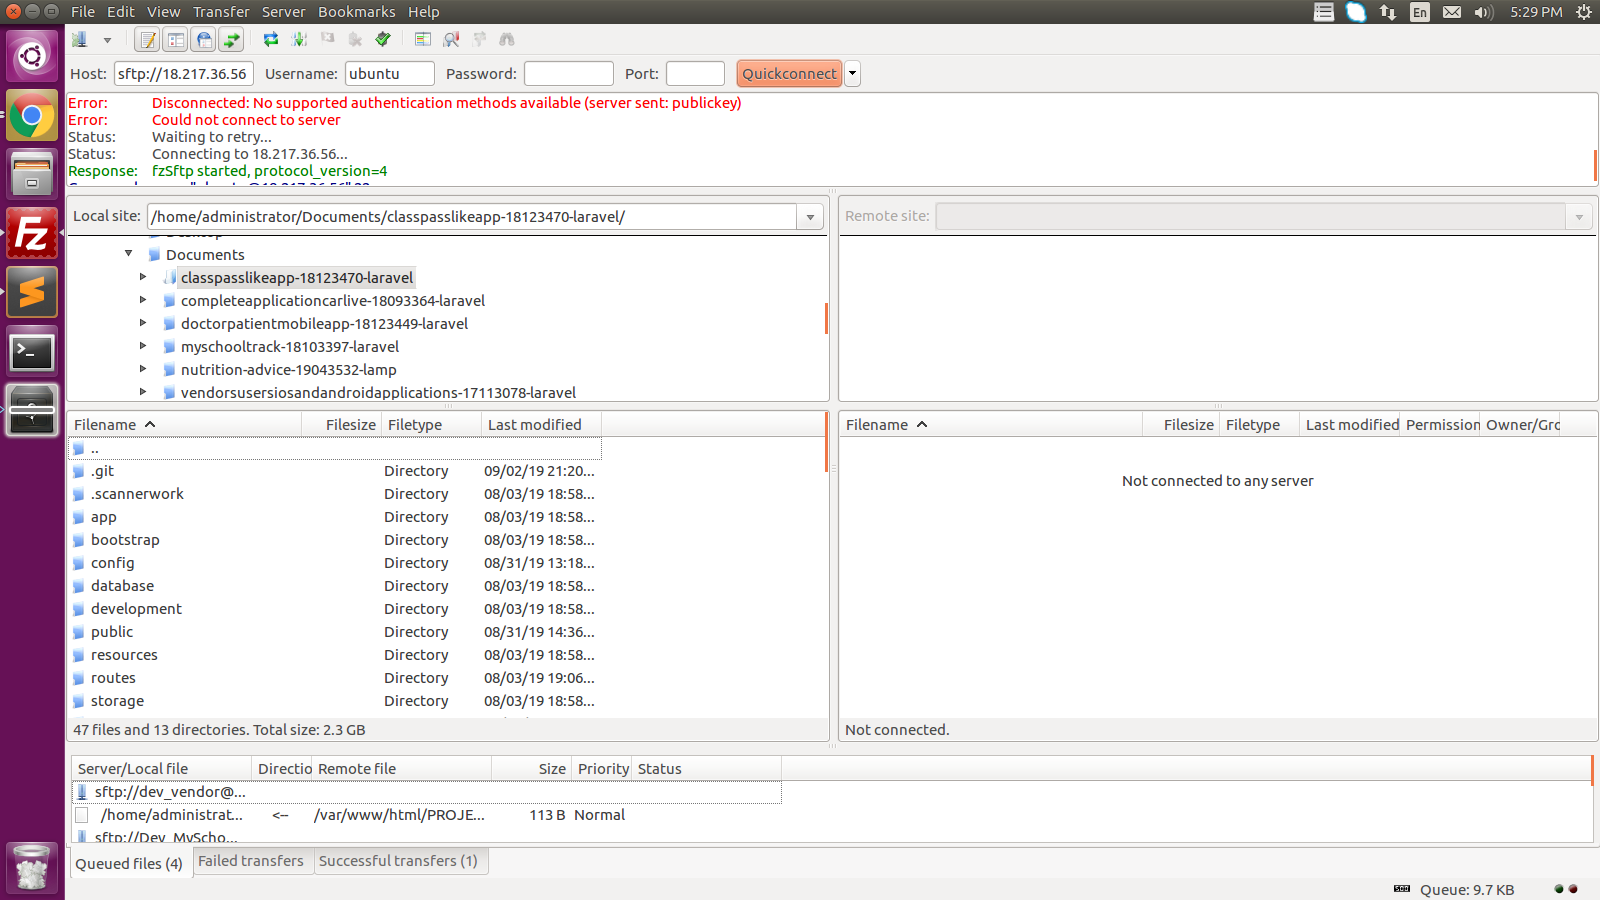 File Edit View Transfer Server Bookmarks Help
En 5:29 PM
Host: sftp://18.217.36.56 Username: ubuntu Password: Port: Quickconnect
Error: Disconnected: No supported authentication methods available (server sent: publickey)
Error: Could not connect to server
Status: Waiting to retry...
Status: Connecting to 18.217.36.56...
Response: fzSftp started, protocol_version=4
Local site: /home/administrator/Documents/classpasslikeapp-18123470-laravel/
Remote site:
Desktop
Documents
classpasslikeapp-18123470-laravel
completeapplicationcarlive-18093364-laravel
doctorpatientmobileapp-18123449-laravel
myschooltrack-18103397-laravel
nutrition-advice-19043532-lamp
vendorsusersiosandandroidapplications-17113078-laravel
Filename Filesize Filetype Last modified
..
.git Directory 09/02/19 21:20...
.scannerwork Directory 08/03/19 18:58...
app Directory 08/03/19 18:58...
bootstrap Directory 08/03/19 18:58...
config Directory 08/31/19 13:18...
database Directory 08/03/19 18:58...
development Directory 08/03/19 18:58...
public Directory 08/31/19 14:36...
resources Directory 08/03/19 18:58...
routes Directory 08/03/19 19:06...
storage Directory 08/03/19 18:58...
47 files and 13 directories. Total size: 2.3 GB
Filename Filesize Filetype Last modified Permission Owner/Grc
Not connected to any server
Not connected.
Server/Local file Directio Remote file Size Priority Status
sftp://dev_vendor@...
/home/administrat... <-- /var/www/html/PROJE... 113 B Normal
sftp://Dev_MyScho...
Queued files (4) Failed transfers Successful transfers (1)
Queue: 9.7 KB